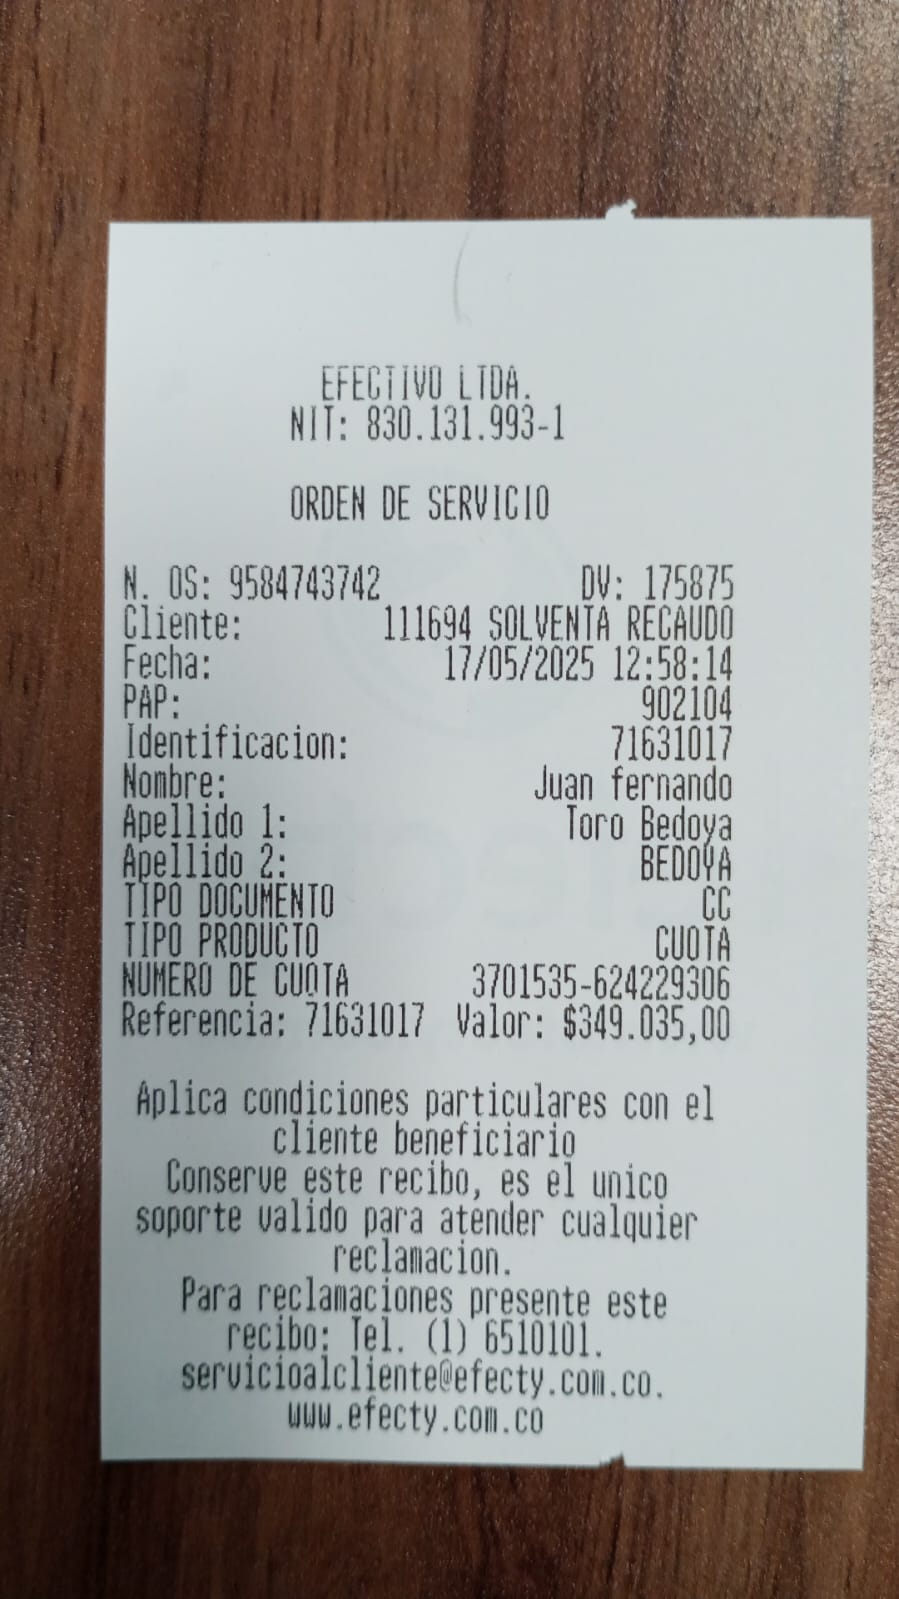 EFECTIVO LTDA.
NIT: 830.131.993-1
ORDEN DE SERVICIO
N. OS: 9584743742 DV: 175875
Cliente: 111694 SOLVENTA RECAUDO
Fecha: 17/05/2025 12:58:14
PAP: 902104
Identificacion: 71631017
Nombre: Juan fernando
Apellido 1: Toro Bedoya
Apellido 2: BEDOYA
TIPO DOCUMENTO CC
TIPO PRODUCTO CUOTA
NUMERO DE CUOTA 3701535-624229306
Referencia: 71631017 Valor: $349.035,00
Aplica condiciones particulares con el
cliente beneficiario
Conserve este recibo, es el unico
soporte valido para atender cualquier
reclamacion.
Para reclamaciones presente este
recibo: Tel. (1) 6510101.
servicioalcliente@efecty.com.co.
www.efecty.com.co